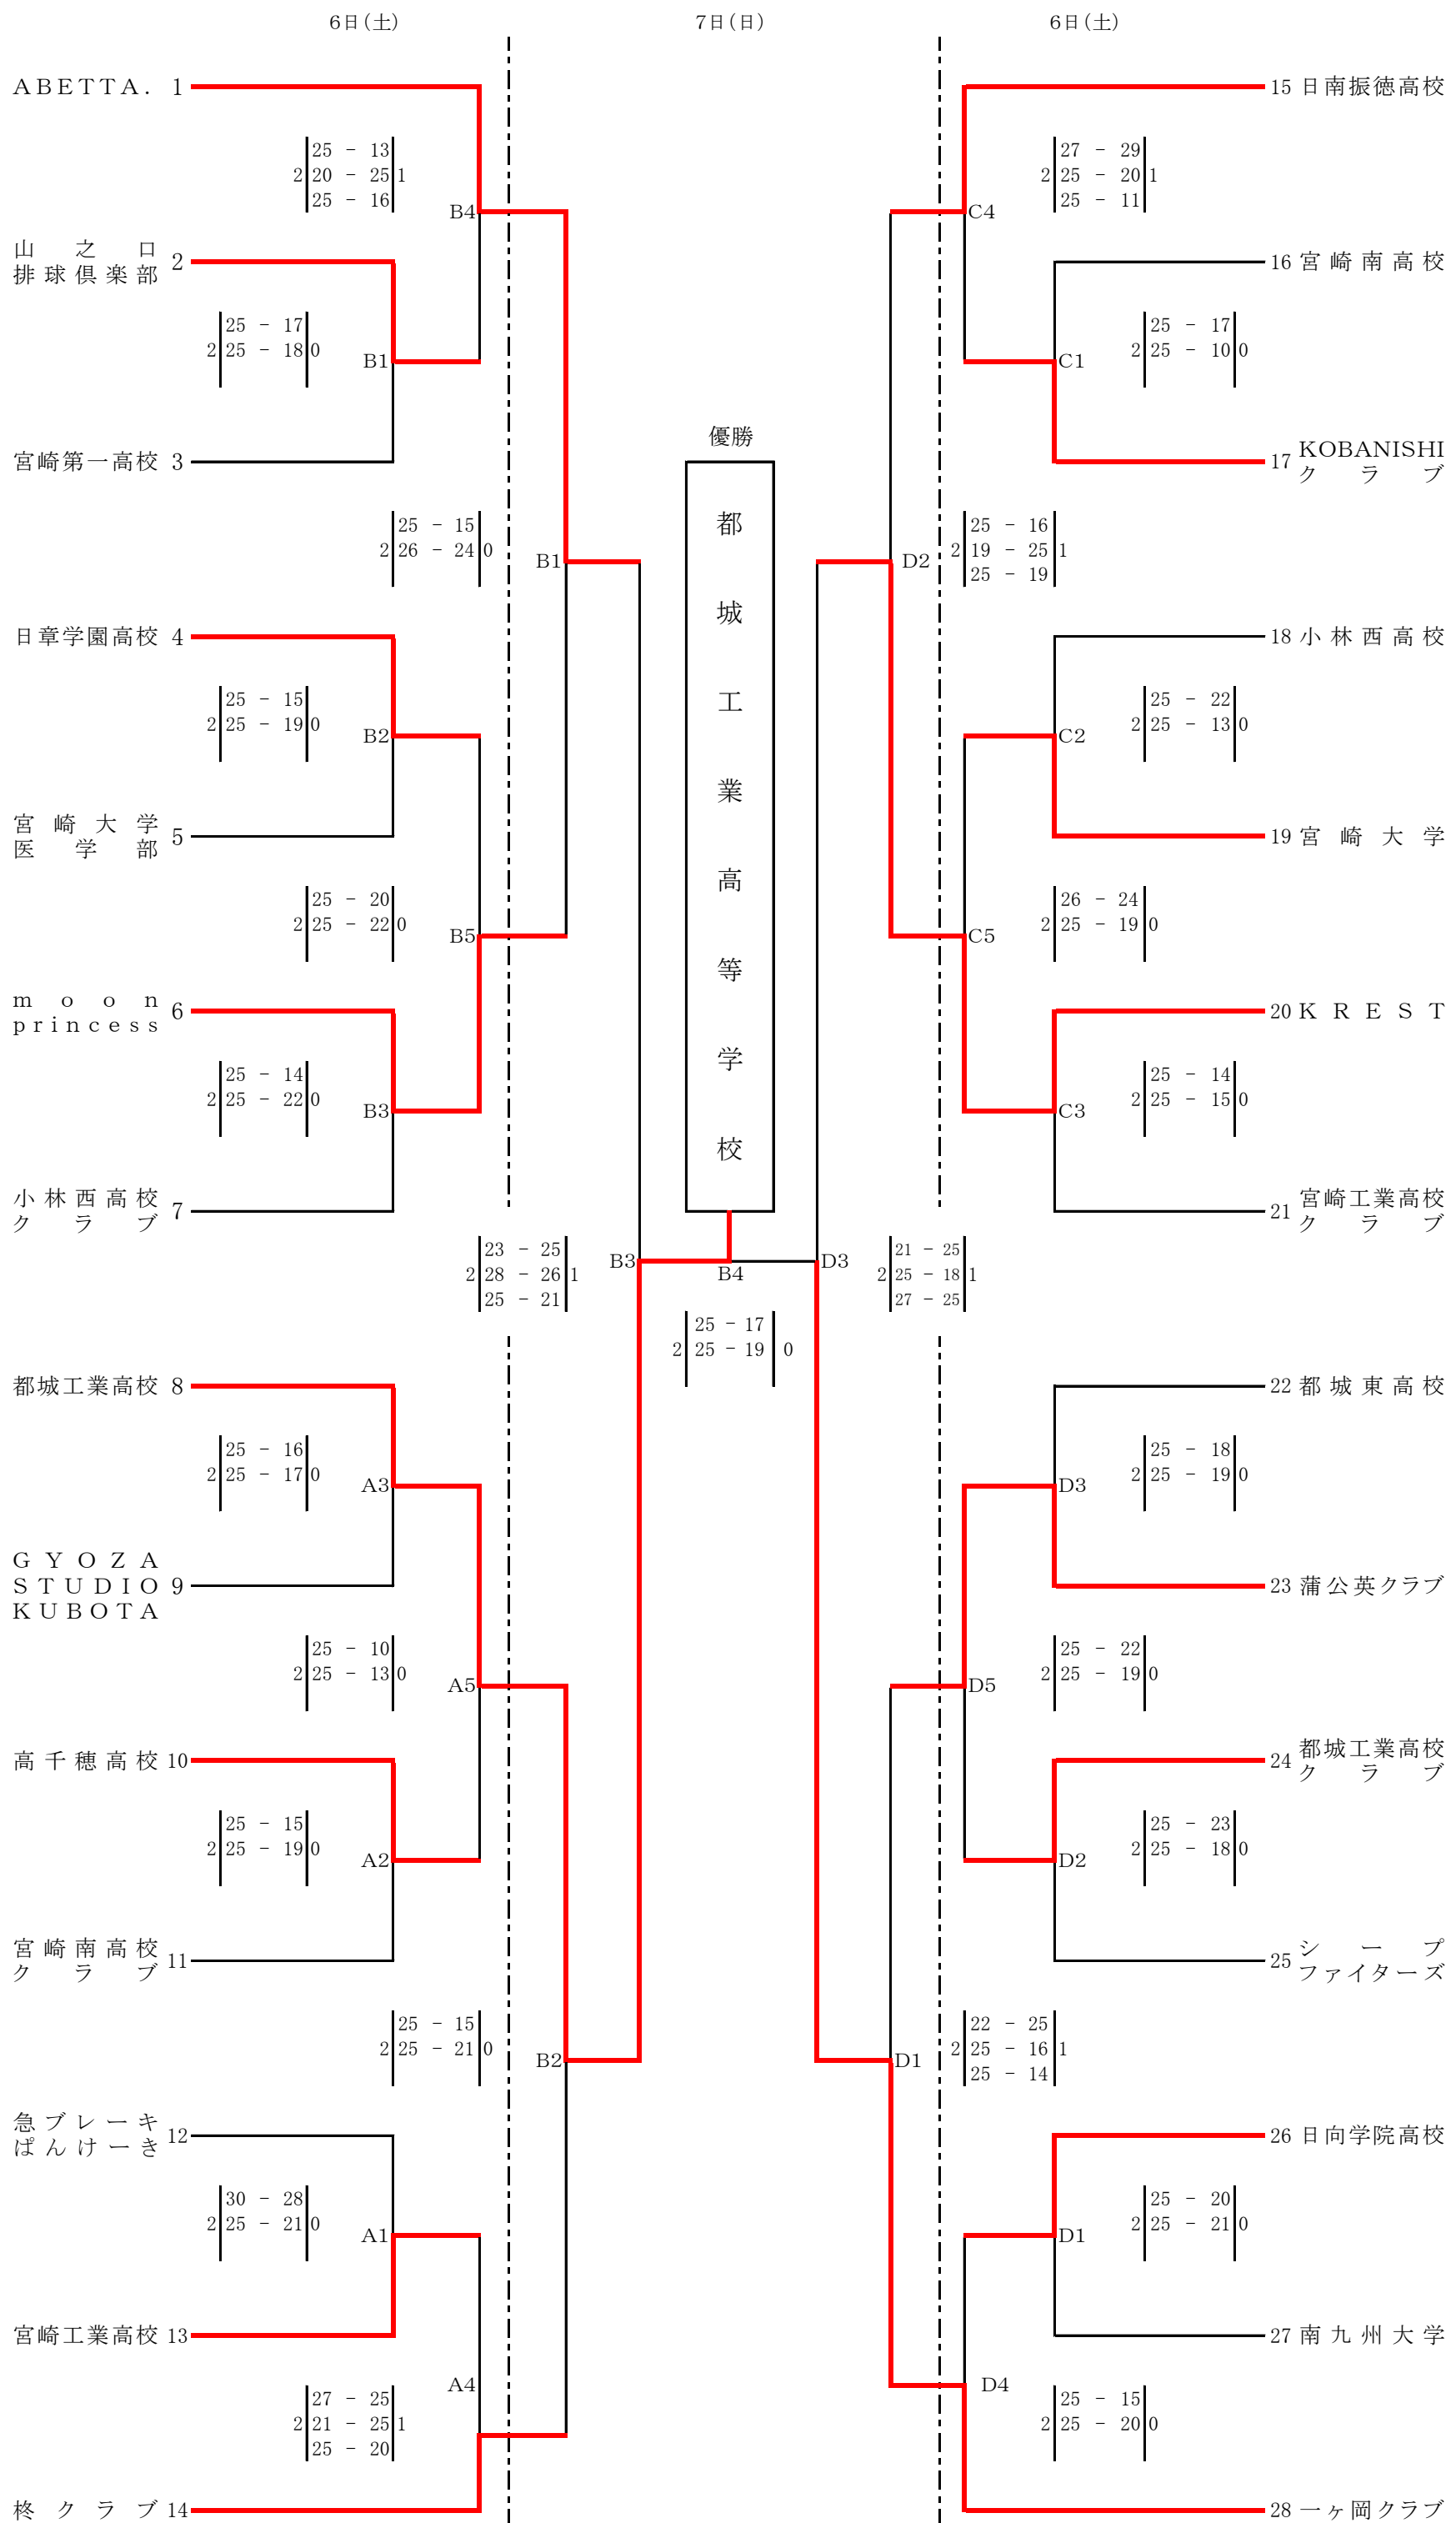 6日(土)
7日(日)
6日(土)
ABETTA. 1
25 - 13
2 20 - 25 1
25 - 16
B4
山之口
排球倶楽部 2
25 - 17
2 25 - 18 0
B1
宮崎第一高校 3
25 - 15
2 26 - 24 0
B1
日章学園高校 4
25 - 15
2 25 - 19 0
B2
宮崎大学
医学部 5
25 - 20
2 25 - 22 0
B5
moon
princess 6
25 - 14
2 25 - 22 0
B3
小林西高校
クラブ 7
23 - 25
2 28 - 26 1
25 - 21
B3
都城工業高校 8
25 - 16
2 25 - 17 0
A3
GYOZA
STUDIO
KUBOTA 9
25 - 10
2 25 - 13 0
A5
高千穂高校 10
25 - 15
2 25 - 19 0
A2
宮崎南高校
クラブ 11
25 - 15
2 25 - 21 0
B2
急ブレーキ
ぱんけーき 12
30 - 28
2 25 - 21 0
A1
宮崎工業高校 13
27 - 25
2 21 - 25 1
25 - 20
A4
柊クラブ 14
優勝
都城工業高等学校
B4
25 - 17
2 25 - 19 0
15 日南振徳高校
27 - 29
2 25 - 20 1
25 - 11
C4
16 宮崎南高校
25 - 17
2 25 - 10 0
C1
17 KOBANISHI
クラブ
25 - 16
2 19 - 25 1
25 - 19
D2
18 小林西高校
25 - 22
2 25 - 13 0
C2
19 宮崎大学
26 - 24
2 25 - 19 0
C5
20 KREST
25 - 14
2 25 - 15 0
C3
21 宮崎工業高校
クラブ
D3
21 - 25
2 25 - 18 1
27 - 25
22 都城東高校
25 - 18
2 25 - 19 0
D3
23 蒲公英クラブ
25 - 22
2 25 - 19 0
D5
24 都城工業高校
クラブ
25 - 23
2 25 - 18 0
D2
25 シープ
ファイターズ
22 - 25
2 25 - 16 1
25 - 14
D1
26 日向学院高校
25 - 20
2 25 - 21 0
D1
27 南九州大学
D4
25 - 15
2 25 - 20 0
28 一ヶ岡クラブ